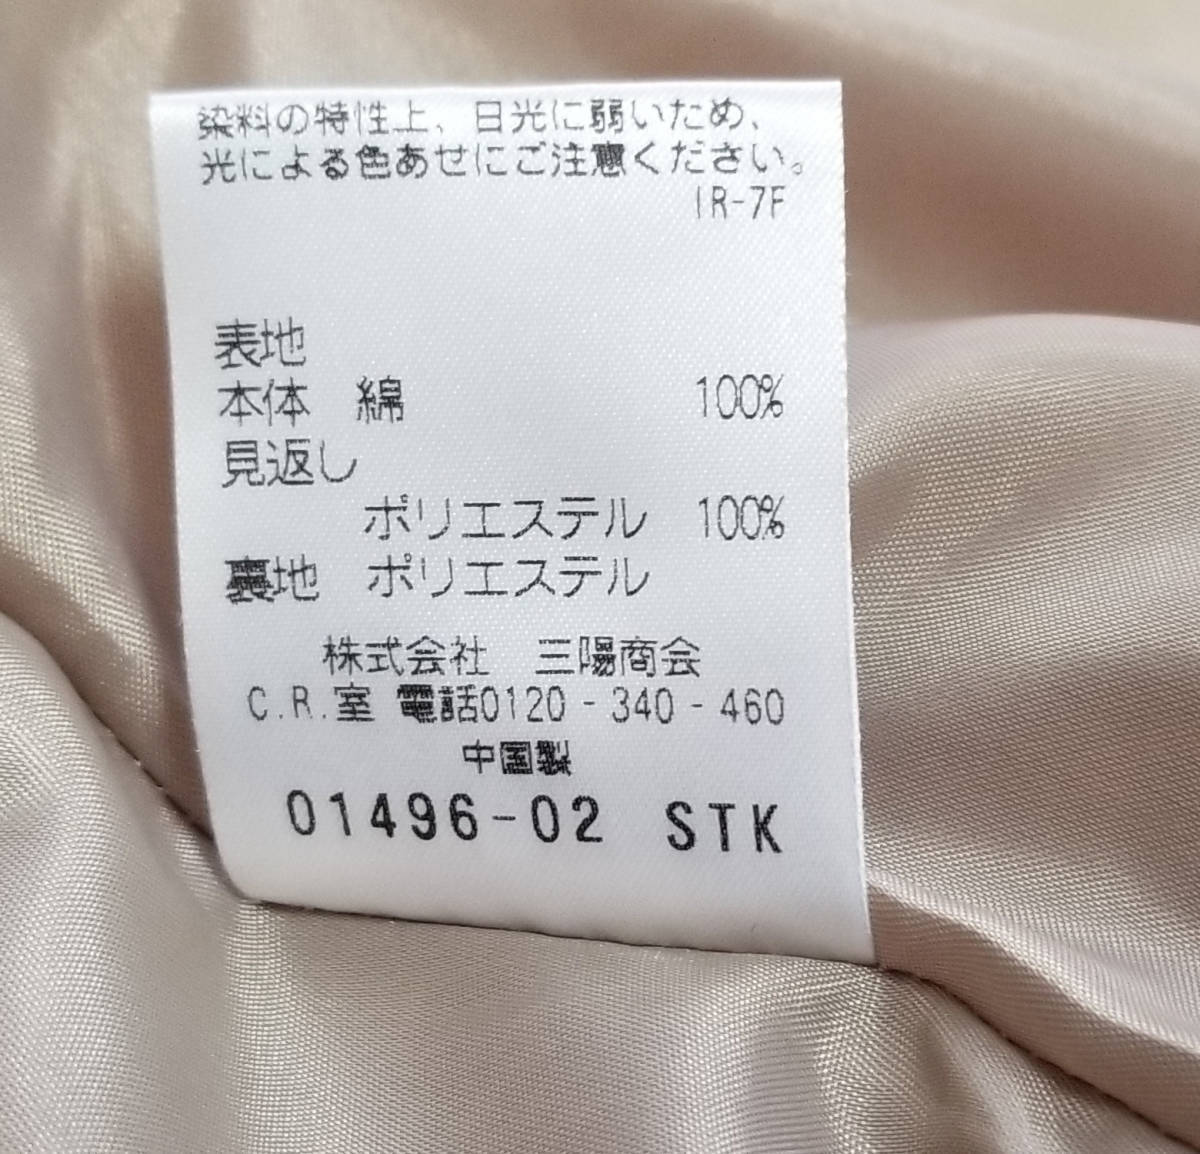 染料の特性上、日光に弱いため、
光による色あせにご注意ください。
IR-7F
表地
本体 綿 100%
見返し
ポリエステル 100%
裏地 ポリエステル
株式会社 三陽商会
C.R.室 電話0120-340-460
中国製
01496-02 STK